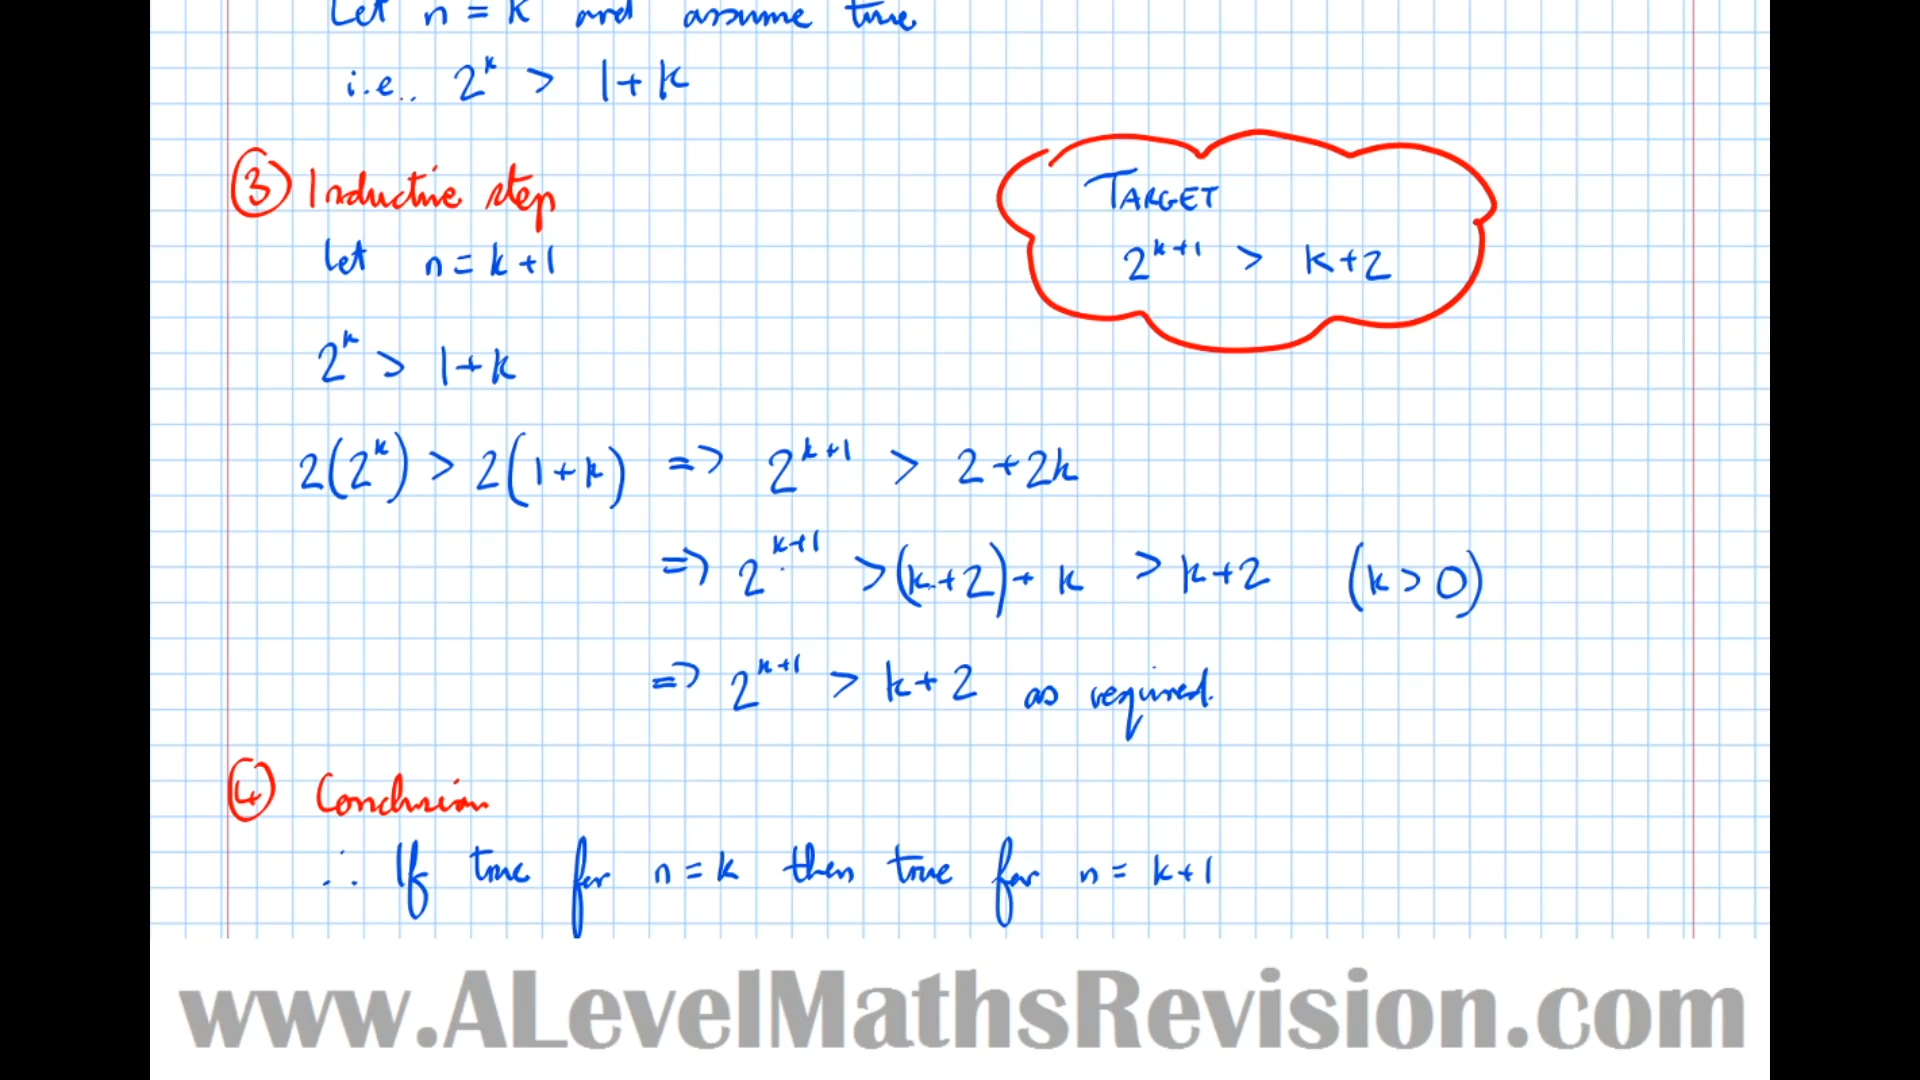 Let n = k and assume true
i.e.. 2^k > 1+k
③ Inductive step
TARGET
Let n = k+1
2^{k+1} > k+2
2^k > 1+k
2(2^k) > 2(1+k) => 2^{k+1} > 2+2k
=> 2^{k+1} > (k+2) + k > k+2 (k>0)
=> 2^{k+1} > k+2 as required.
④ Conclusion
∴ If true for n = k then true for n = k+1
www.ALevelMathsRevision.com